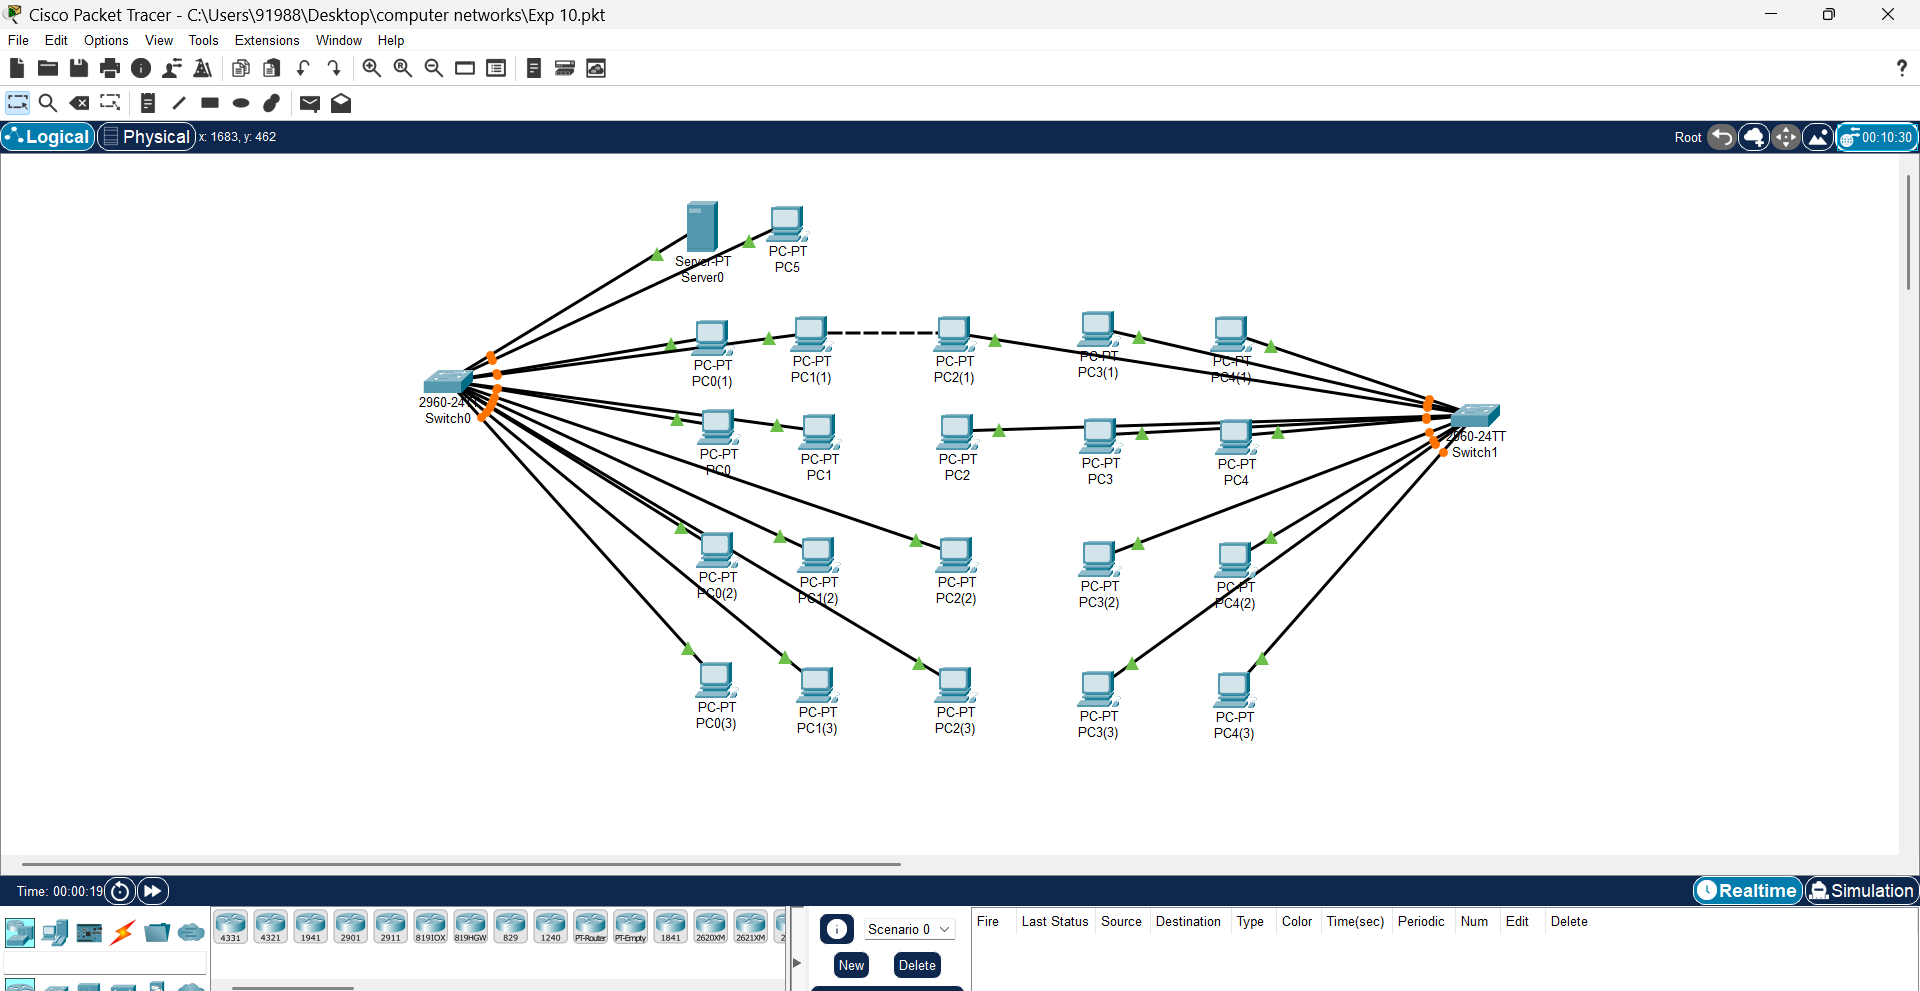 Cisco Packet Tracer - C:\Users\91988\Desktop\computer networks\Exp 10.pkt
File Edit Options View Tools Extensions Window Help
?
Logical Physical x: 1683, y: 462 Root 00:10:30
Server-PT
Server0
PC-PT
PC5
PC-PT
PC0(1)
PC-PT
PC1(1)
PC-PT
PC2(1)
PC-PT
PC3(1)
PC-PT
PC4(1)
2960-24TT
Switch0
2960-24TT
Switch1
PC-PT
PC0
PC-PT
PC1
PC-PT
PC2
PC-PT
PC3
PC-PT
PC4
PC-PT
PC0(2)
PC-PT
PC1(2)
PC-PT
PC2(2)
PC-PT
PC3(2)
PC-PT
PC4(2)
PC-PT
PC0(3)
PC-PT
PC1(3)
PC-PT
PC2(3)
PC-PT
PC3(3)
PC-PT
PC4(3)
Time: 00:00:19 Realtime Simulation
4331 4321 1941 2901 2911 819IOX 819HGW 829 1240 PT-Router PT-Empty 1841 2620XM 2621XM 2
Scenario 0
New Delete
Fire Last Status Source Destination Type Color Time(sec) Periodic Num Edit Delete